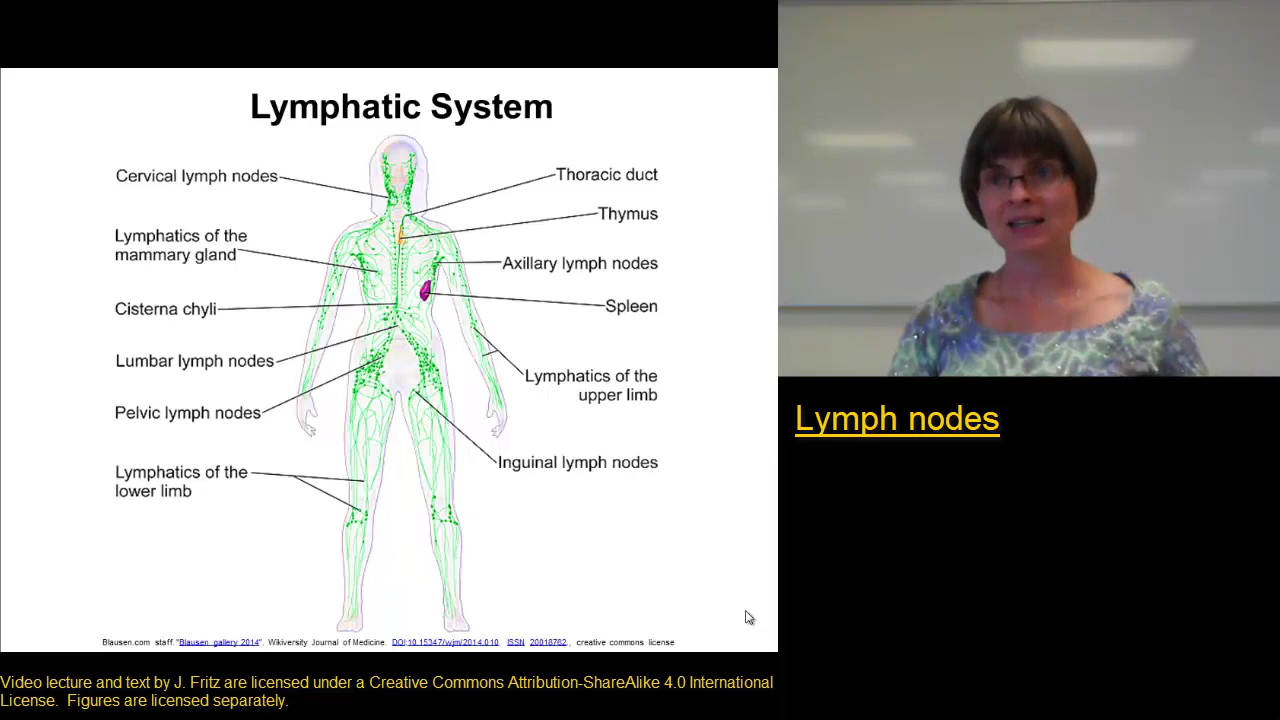 Lymphatic System
Cervical lymph nodes
Lymphatics of the
mammary gland
Cisterna chyli
Lumbar lymph nodes
Pelvic lymph nodes
Lymphatics of the
lower limb
Thoracic duct
Thymus
Axillary lymph nodes
Spleen
Lymphatics of the
upper limb
Inguinal lymph nodes
Blausen.com staff."Blausen gallery 2014". Wikiversity Journal of Medicine. DOI:10.15347/wjm/2014.010 ISSN 20018762., creative commons license
Lymph nodes
Video lecture and text by J. Fritz are licensed under a Creative Commons Attribution-ShareAlike 4.0 International
License. Figures are licensed separately.